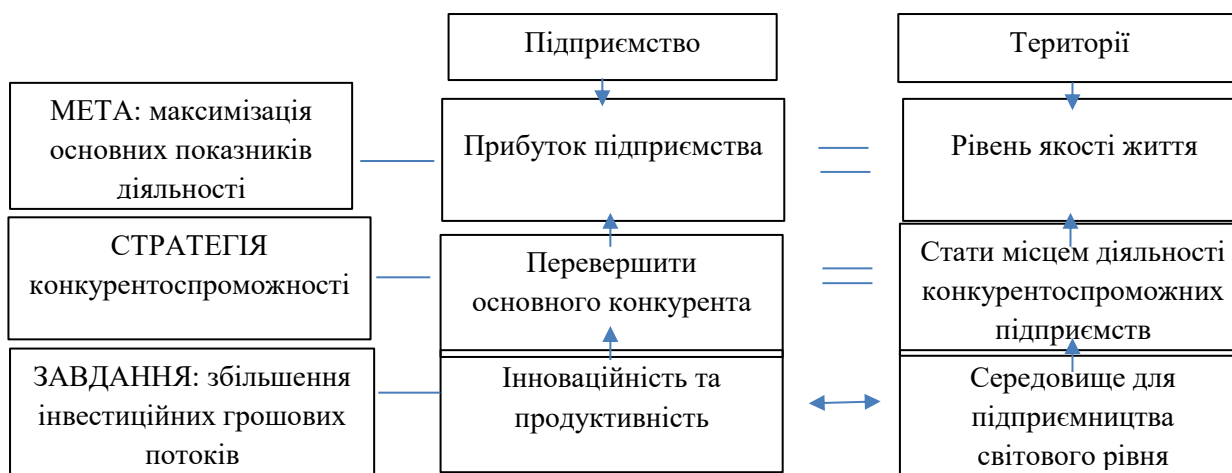 Підприємство
Території
МЕТА: максимізація
основних показників
діяльності
Прибуток підприємства
Рівень якості життя
СТРАТЕГІЯ
конкурентоспроможності
Перевершити
основного конкурента
Стати місцем діяльності
конкурентоспроможних
підприємств
ЗАВДАННЯ: збільшення
інвестиційних грошових
потоків
Інноваційність та
продуктивність
Середовище для
підприємництва
світового рівня